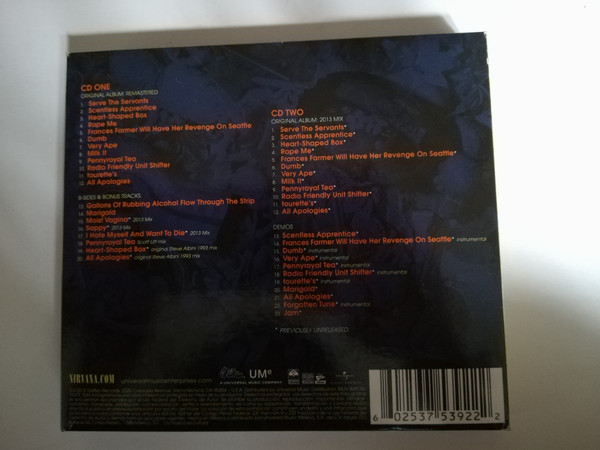 CD ONE
ORIGINAL ALBUM: REMASTERED
1. Serve The Servants
2. Scentless Apprentice
3. Heart-Shaped Box
4. Rape Me
5. Frances Farmer Will Have Her Revenge On Seattle
6. Dumb
7. Very Ape
8. Milk It
9. Pennyroyal Tea
10. Radio Friendly Unit Shifter
11. tourette's
12. All Apologies
B-SIDES & BONUS TRACKS
13. Gallons Of Rubbing Alcohol Flow Through The Strip
14. Marigold
15. Moist Vagina* 2013 Mix
16. Sappy* 2013 Mix
17. I Hate Myself And Want To Die* 2013 Mix
18. Pennyroyal Tea Scott Litt mix
19. Heart-Shaped Box* original Steve Albini 1993 mix
20. All Apologies* original Steve Albini 1993 mix
CD TWO
ORIGINAL ALBUM: 2013 MIX
1. Serve The Servants*
2. Scentless Apprentice*
3. Heart-Shaped Box*
4. Rape Me*
5. Frances Farmer Will Have Her Revenge On Seattle*
6. Dumb*
7. Very Ape*
8. Milk It*
9. Pennyroyal Tea*
10. Radio Friendly Unit Shifter*
11. tourette's*
12. All Apologies*
DEMOS
13. Scentless Apprentice*
14. Frances Farmer Will Have Her Revenge On Seattle* Instrumental
15. Dumb* Instrumental
16. Very Ape* Instrumental
17. Pennyroyal Tea* Instrumental
18. Radio Friendly Unit Shifter* Instrumental
19. tourette's* Instrumental
20. Marigold*
21. All Apologies*
22. Forgotten Tune* Instrumental
23. Jam*
* PREVIOUSLY UNRELEASED
NIRVANA.COM
universalmusicenterprises.com
UMe
A UNIVERSAL MUSIC COMPANY
UNIVERSAL
6 02537 53922 2